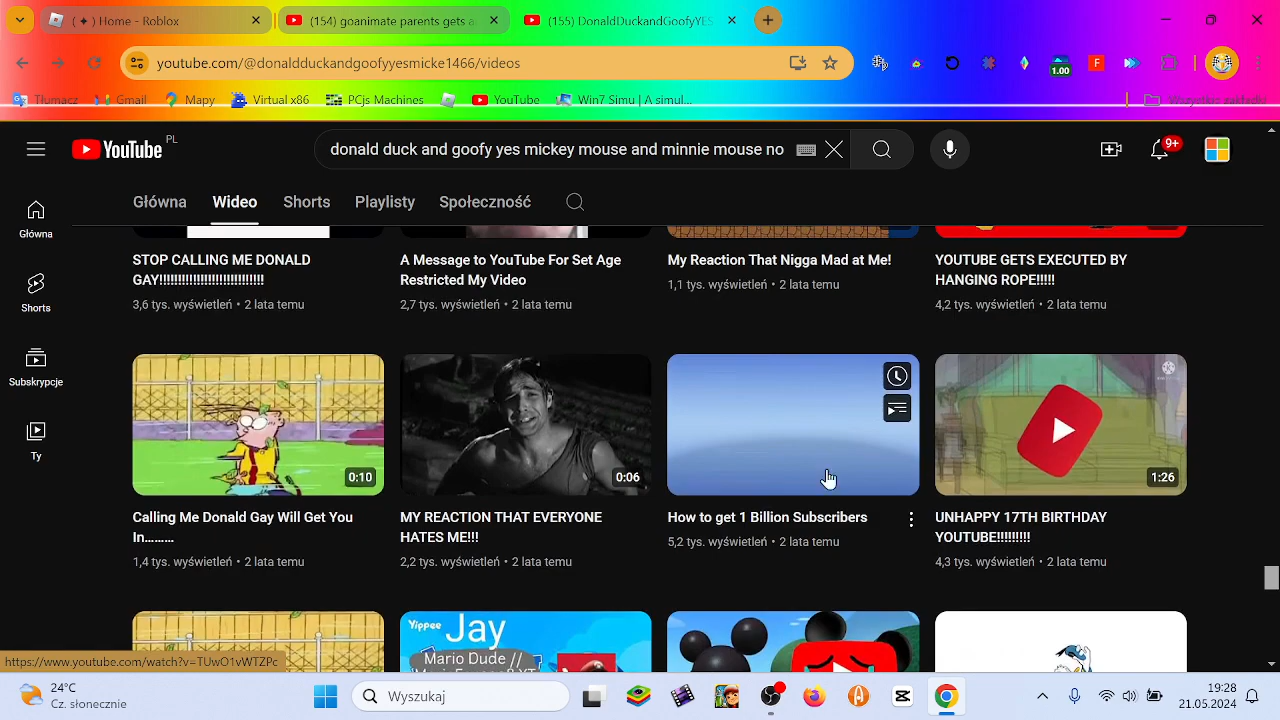 ( ✦ ) Home - Roblox
(154) goanimate parents gets a
(155) DonaldDuckandGoofyYES
youtube.com/@donaldduckandgoofyyesmicke1466/videos
1.00
F
Tłumacz
Gmail
Mapy
Virtual x86
PCjs Machines
YouTube
Win7 Simu | A simul...
Wszystkie zakładki
YouTube PL
donald duck and goofy yes mickey mouse and minnie mouse no
9+
Główna
Wideo
Shorts
Playlisty
Społeczność
Główna
Shorts
Subskrypcje
Ty
STOP CALLING ME DONALD
GAY!!!!!!!!!!!!!!!!!!!!!!!!!!!!
3,6 tys. wyświetleń • 2 lata temu
A Message to YouTube For Set Age
Restricted My Video
2,7 tys. wyświetleń • 2 lata temu
My Reaction That Nigga Mad at Me!
1,1 tys. wyświetleń • 2 lata temu
YOUTUBE GETS EXECUTED BY
HANGING ROPE!!!!!
4,2 tys. wyświetleń • 2 lata temu
0:10
0:06
1:26
Calling Me Donald Gay Will Get You
In.........
1,4 tys. wyświetleń • 2 lata temu
MY REACTION THAT EVERYONE
HATES ME!!!
2,2 tys. wyświetleń • 2 lata temu
How to get 1 Billion Subscribers
5,2 tys. wyświetleń • 2 lata temu
UNHAPPY 17TH BIRTHDAY
YOUTUBE!!!!!!!!!
4,3 tys. wyświetleń • 2 lata temu
Yippee
Jay
Mario Dude //
https://www.youtube.com/watch?v=TUwO1vWTZPc
24°C
Cz. słonecznie
Wyszukaj
19:28
21.05.2024